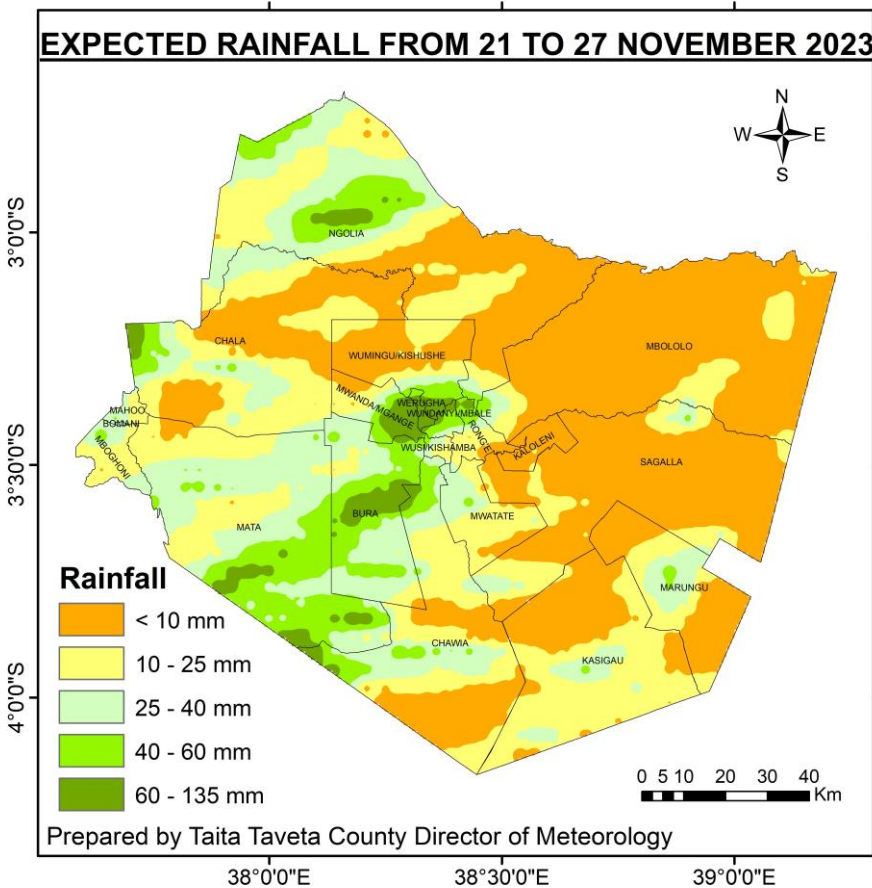 EXPECTED RAINFALL FROM 21 TO 27 NOVEMBER 2023
N
W E
S
3°0'0"S
3°30'0"S
4°0'0"S
NGOLIA
CHALA
WUMINGU/KISHUSHE
MBOLOLO
MAHOO
BOMANI
MBOGHONI
MWANDA/MGANGE
WERUGHA
WUNDANYI/MBALE
WUSI/KISHAMBA
RONGE
KALOLENI
SAGALLA
MATA
BURA
MWATATE
MARUNGU
CHAWIA
KASIGAU
Rainfall
< 10 mm
10 - 25 mm
25 - 40 mm
40 - 60 mm
60 - 135 mm
0 5 10 20 30 40
Km
Prepared by Taita Taveta County Director of Meteorology
38°0'0"E
38°30'0"E
39°0'0"E